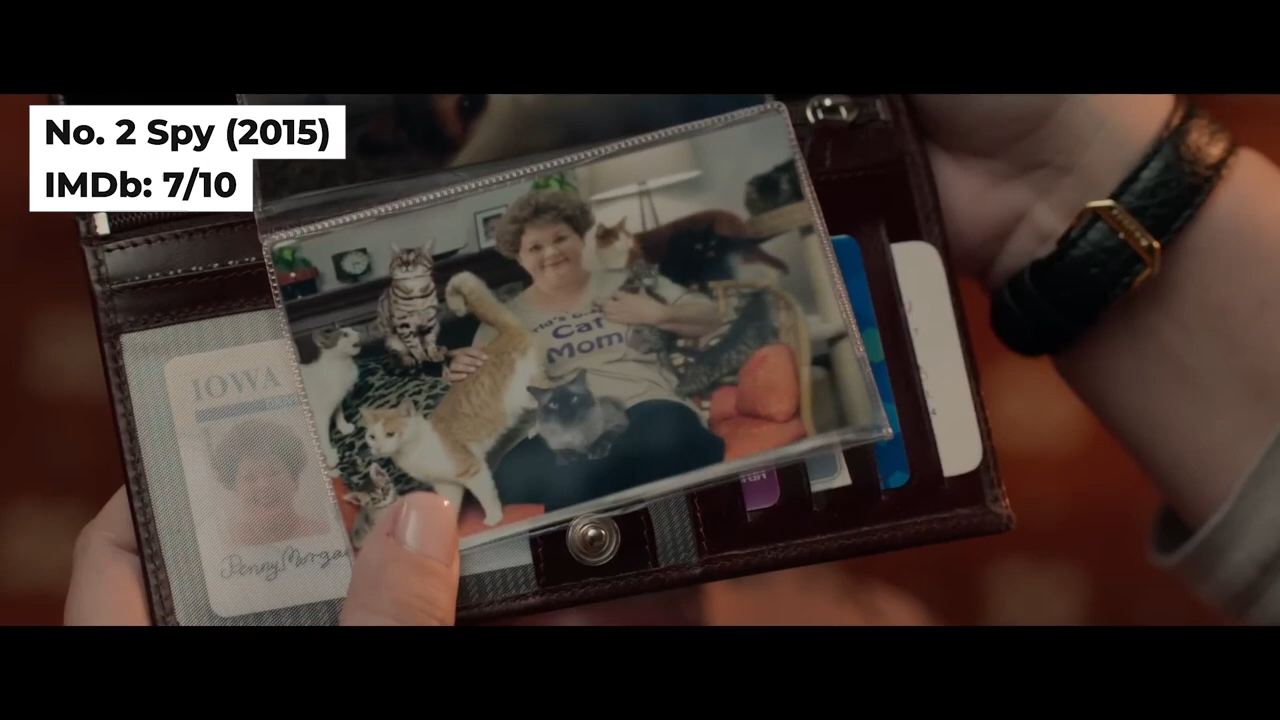 No. 2 Spy (2015)
IMDb: 7/10
Cat
Mom
IOWA
Penny Morgan